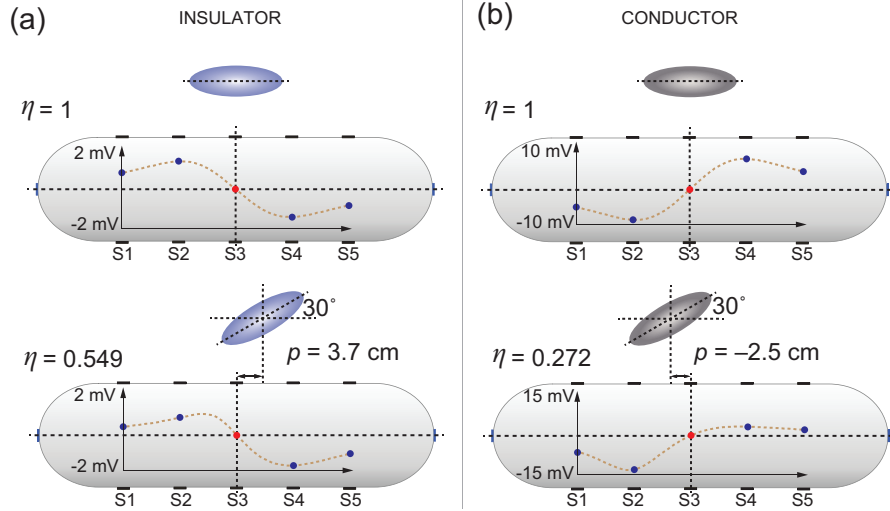 (a)
INSULATOR
η = 1
2 mV
-2 mV
S1 S2 S3 S4 S5
30°
η = 0.549
p = 3.7 cm
2 mV
-2 mV
S1 S2 S3 S4 S5
(b)
CONDUCTOR
η = 1
10 mV
-10 mV
S1 S2 S3 S4 S5
30°
η = 0.272
p = –2.5 cm
15 mV
-15 mV
S1 S2 S3 S4 S5